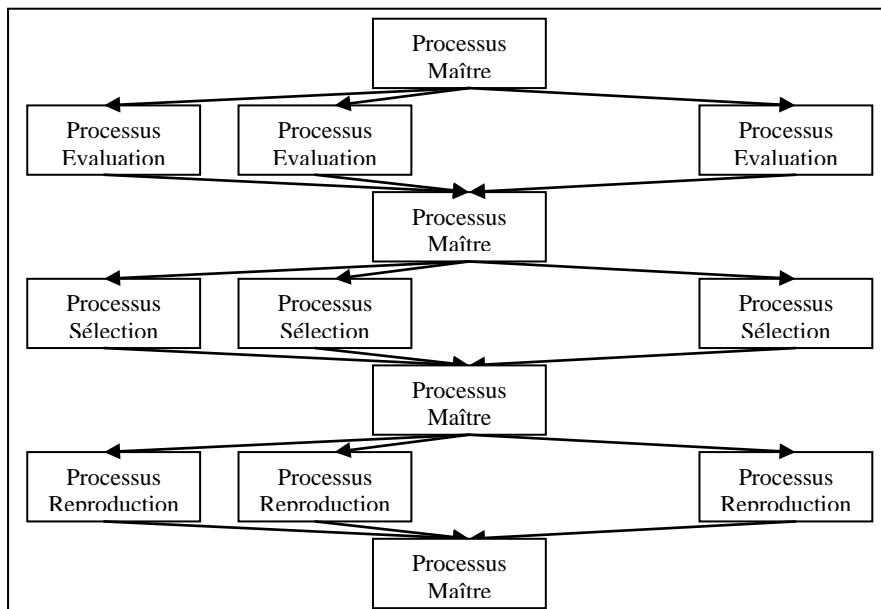 Processus
Maître
Processus
Evaluation
Processus
Evaluation
Processus
Evaluation
Processus
Maître
Processus
Sélection
Processus
Sélection
Processus
Sélection
Processus
Maître
Processus
Reproduction
Processus
Reproduction
Processus
Reproduction
Processus
Maître